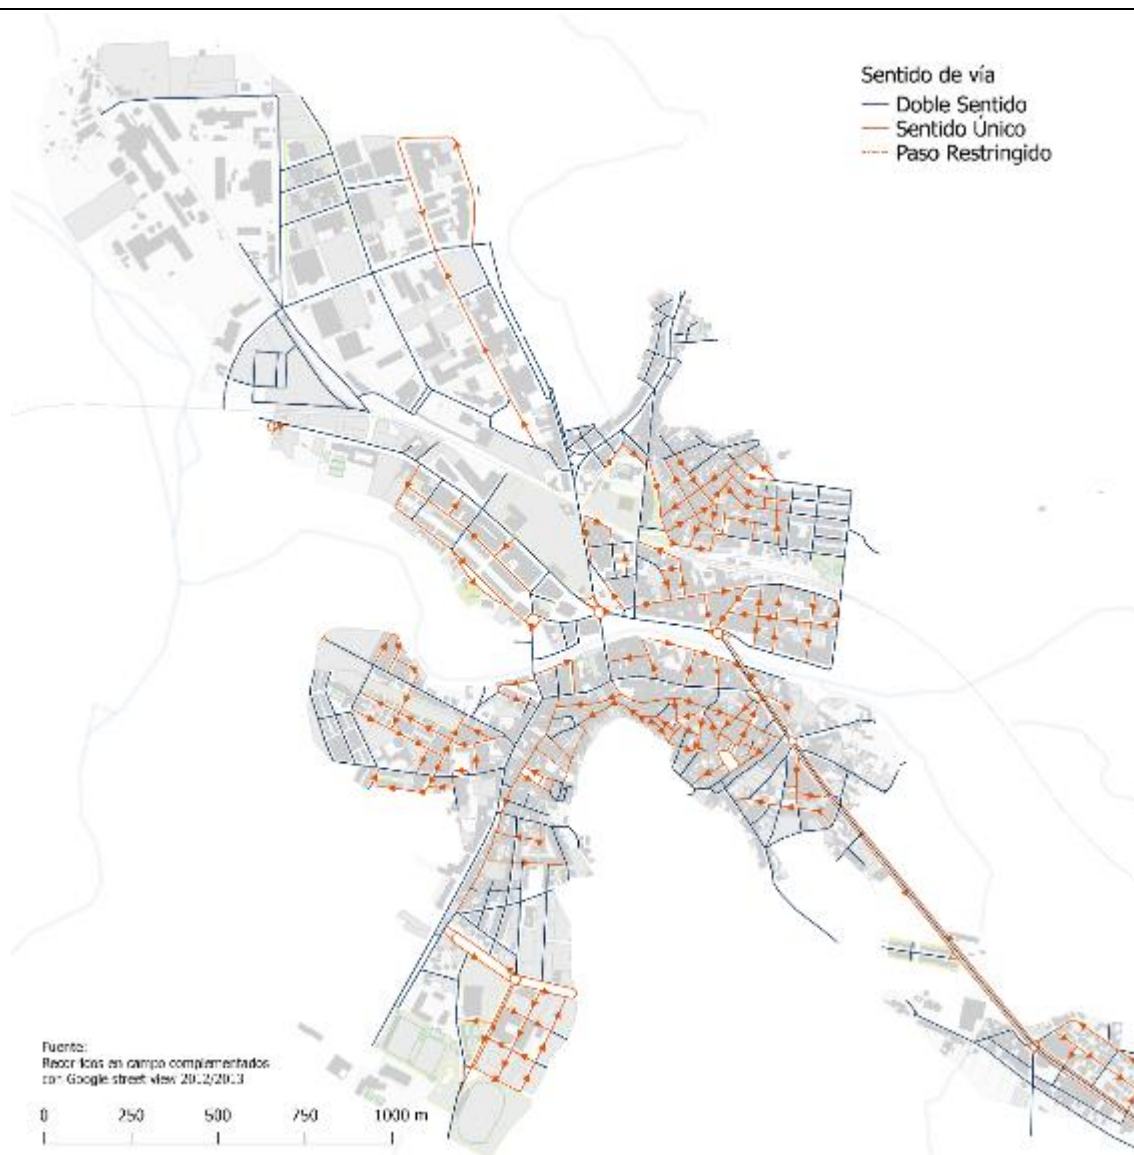 Sentido de vía
Doble Sentido
Sentido Único
Paso Restringido
Fuente:
Recorridos en campo complementados
con Google street view 2012/2013
0 250 500 750 1000 m